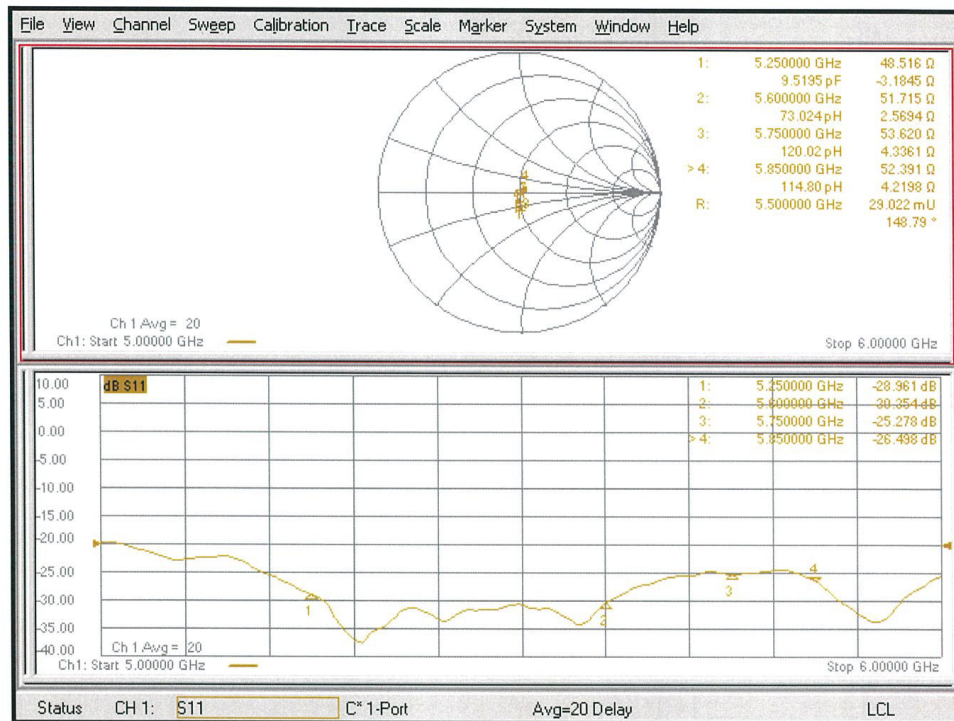 File View Channel Sweep Calibration Trace Scale Marker System Window Help
1: 5.250000 GHz 48.516 Ω
9.5195 pF -3.1845 Ω
2: 5.600000 GHz 51.715 Ω
73.024 pH 2.5694 Ω
3: 5.750000 GHz 53.620 Ω
120.02 pH 4.3361 Ω
> 4: 5.850000 GHz 52.391 Ω
114.80 pH 4.2198 Ω
R: 5.500000 GHz 29.022 mU
148.79 °
4
Ch 1 Avg = 20
Ch1: Start 5.00000 GHz
Stop 6.00000 GHz
10.00 dB S11
5.00
0.00
-5.00
-10.00
-15.00
-20.00
-25.00
-30.00
-35.00
-40.00
1: 5.250000 GHz -28.961 dB
2: 5.600000 GHz -30.354 dB
3: 5.750000 GHz -25.278 dB
> 4: 5.850000 GHz -26.498 dB
1
2
3
4
Ch 1 Avg = 20
Ch1: Start 5.00000 GHz
Stop 6.00000 GHz
Status CH 1: S11 C* 1-Port Avg=20 Delay LCL